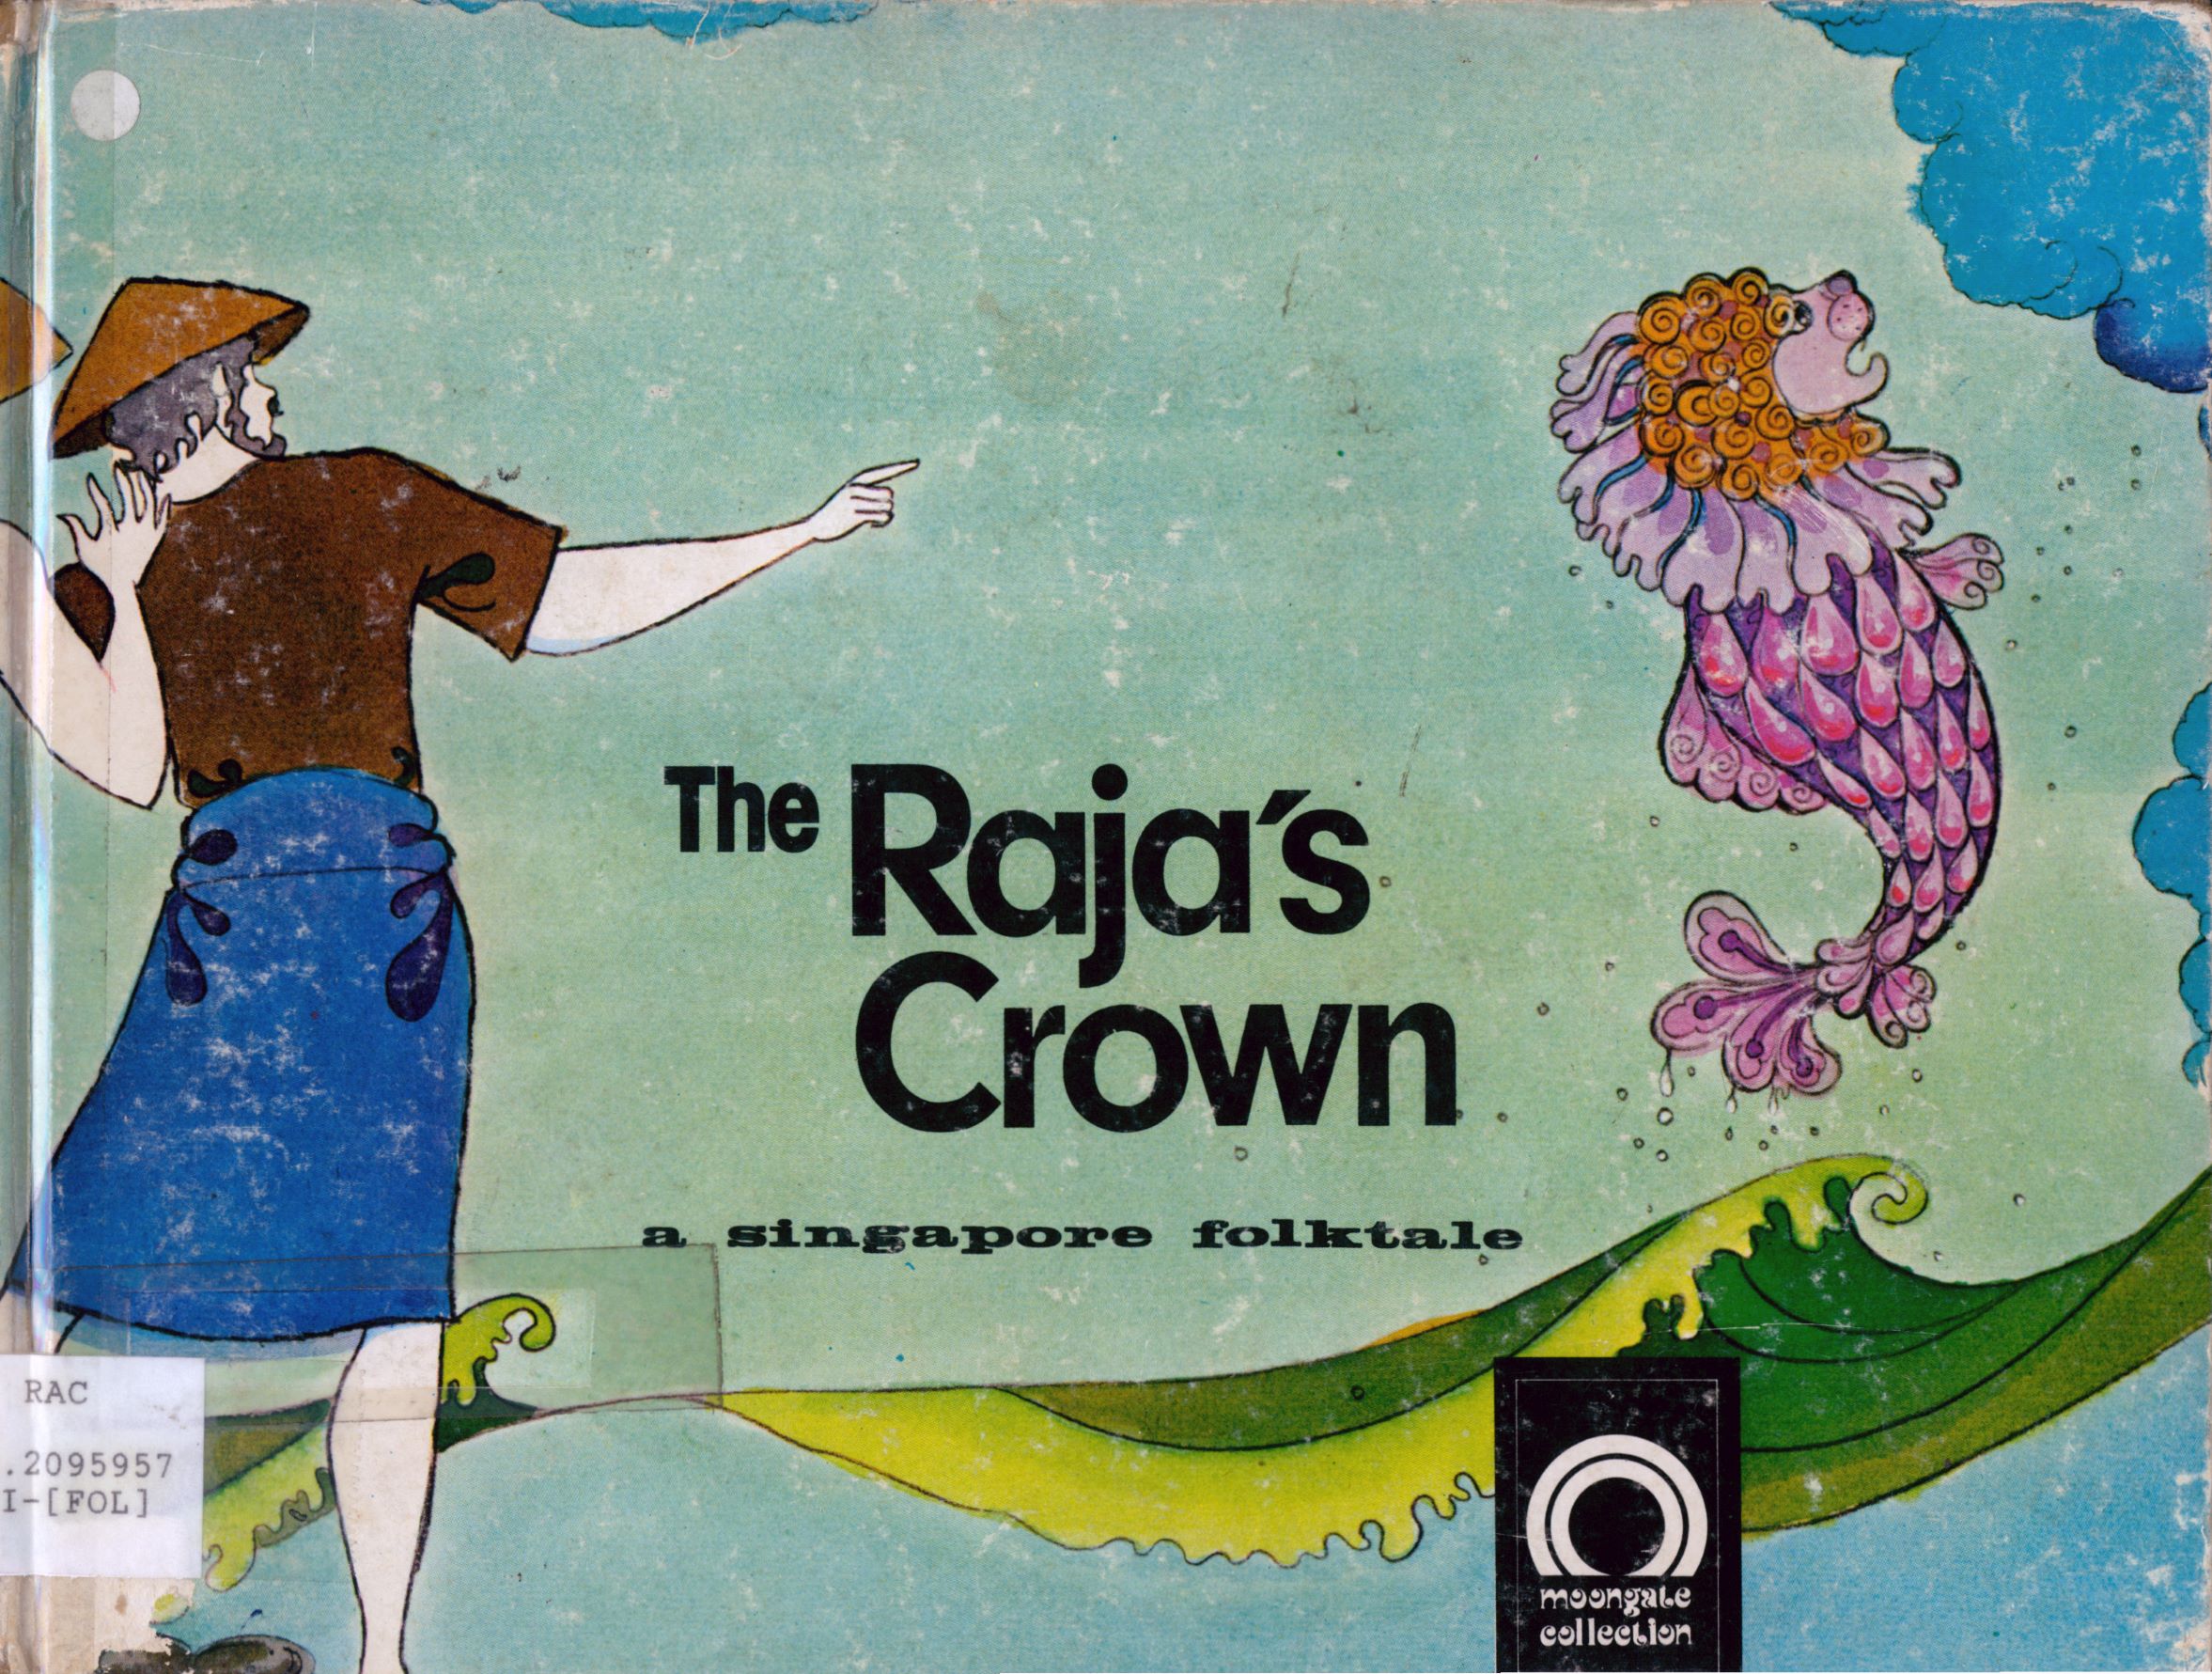 The Raja's
Crown
a singapore folktale
RAC
.2095957
I-[FOL]
moongate
collection